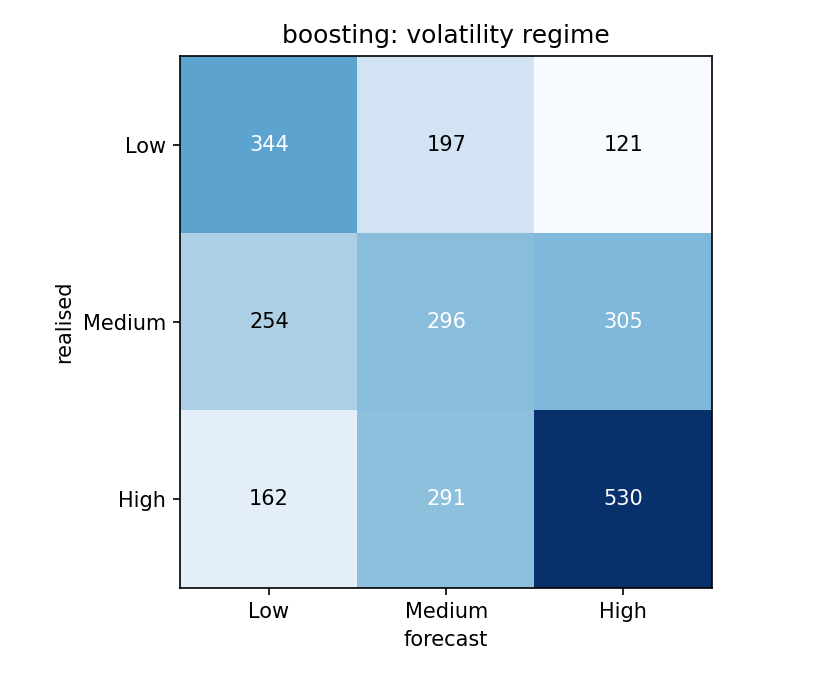 boosting: volatility regime
realised
Low 344 197 121
Medium 254 296 305
High 162 291 530
Low Medium High
forecast